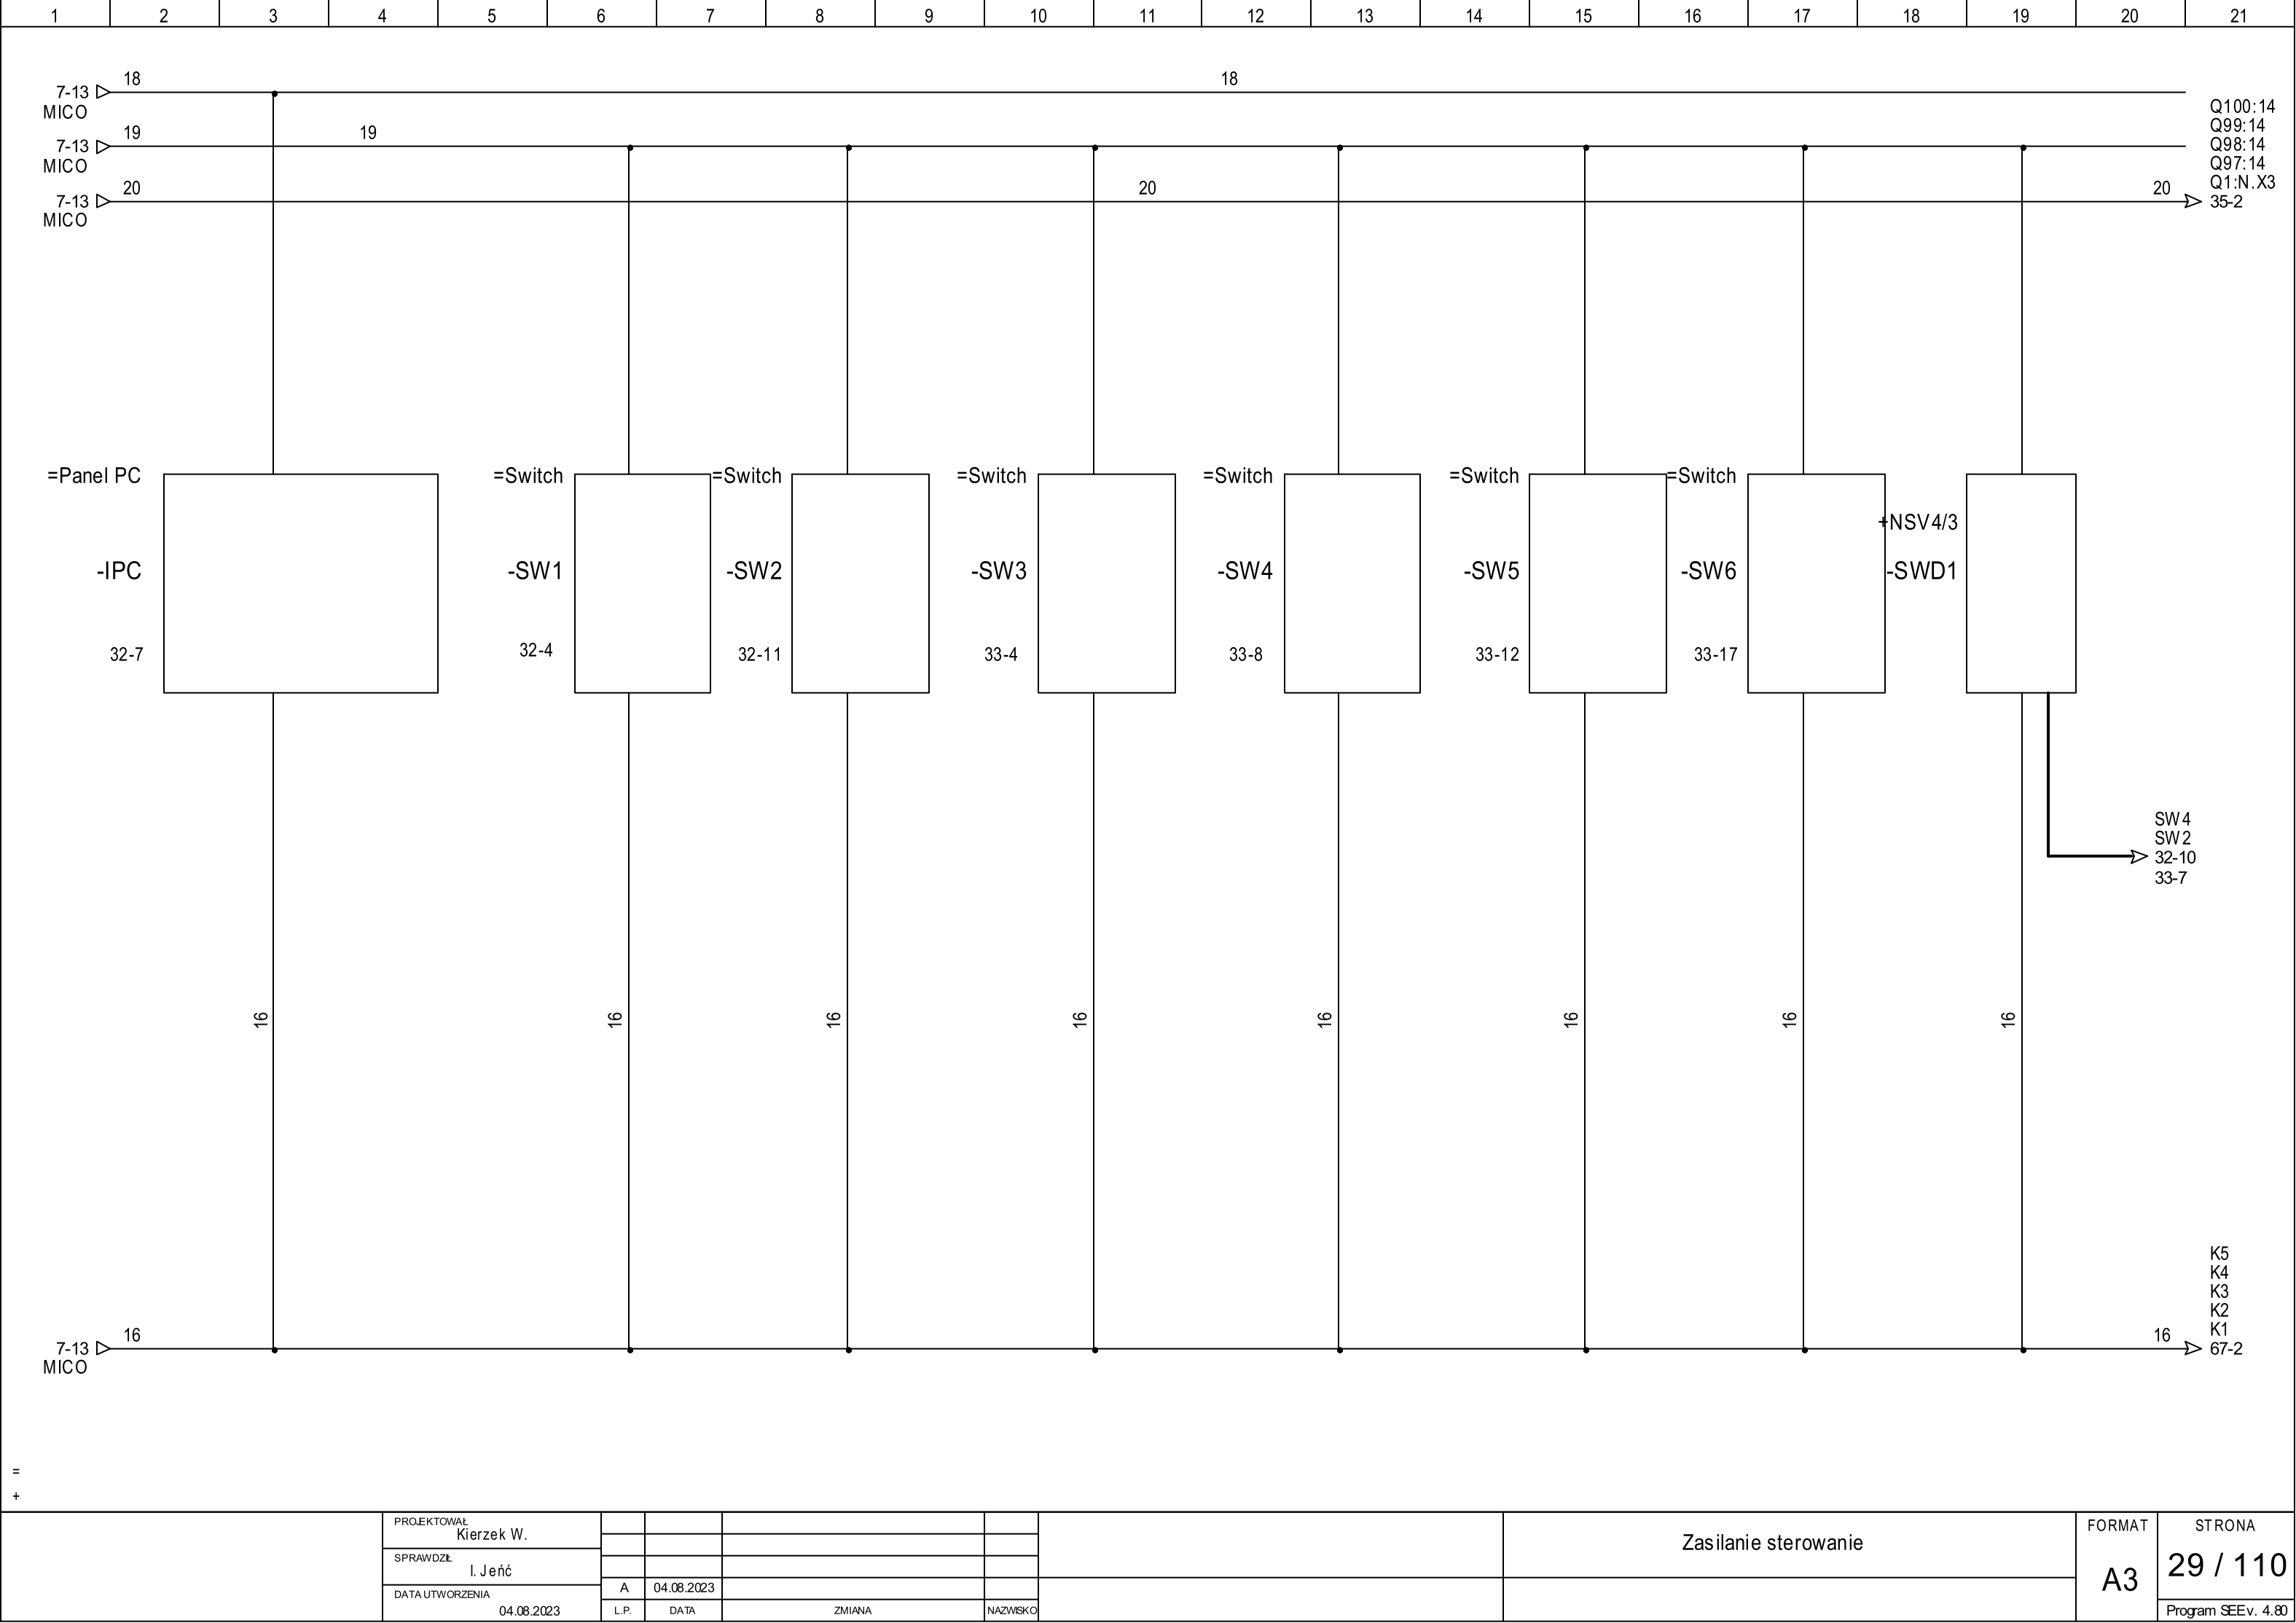 1 2 3 4 5 6 7 8 9 10 11 12 13 14 15 16 17 18 19 20 21
18 18
7-13
MICO
19 19
7-13
MICO
20 20 20
7-13
MICO
Q100:14
Q99:14
Q98:14
Q97:14
Q1:N.X3
35-2
=Panel PC =Switch =Switch =Switch =Switch =Switch =Switch
+NSV4/3
-IPC -SW1 -SW2 -SW3 -SW4 -SW5 -SW6 -SWD1
32-7 32-4 32-11 33-4 33-8 33-12 33-17
SW4
SW2
32-10
33-7
16 16 16 16 16 16 16 16
K5
K4
K3
K2
K1
67-2
16 16
7-13
MICO
=
+
PROJEKTOWAŁ
Kierzek W.
SPRAWDZIŁ
I. Jeńć
DATA UTWORZENIA
04.08.2023
A 04.08.2023
L.P. DATA ZMIANA NAZWISKO
Zasilanie sterowanie
FORMAT
A3
STRONA
29 / 110
Program SEE v. 4.80